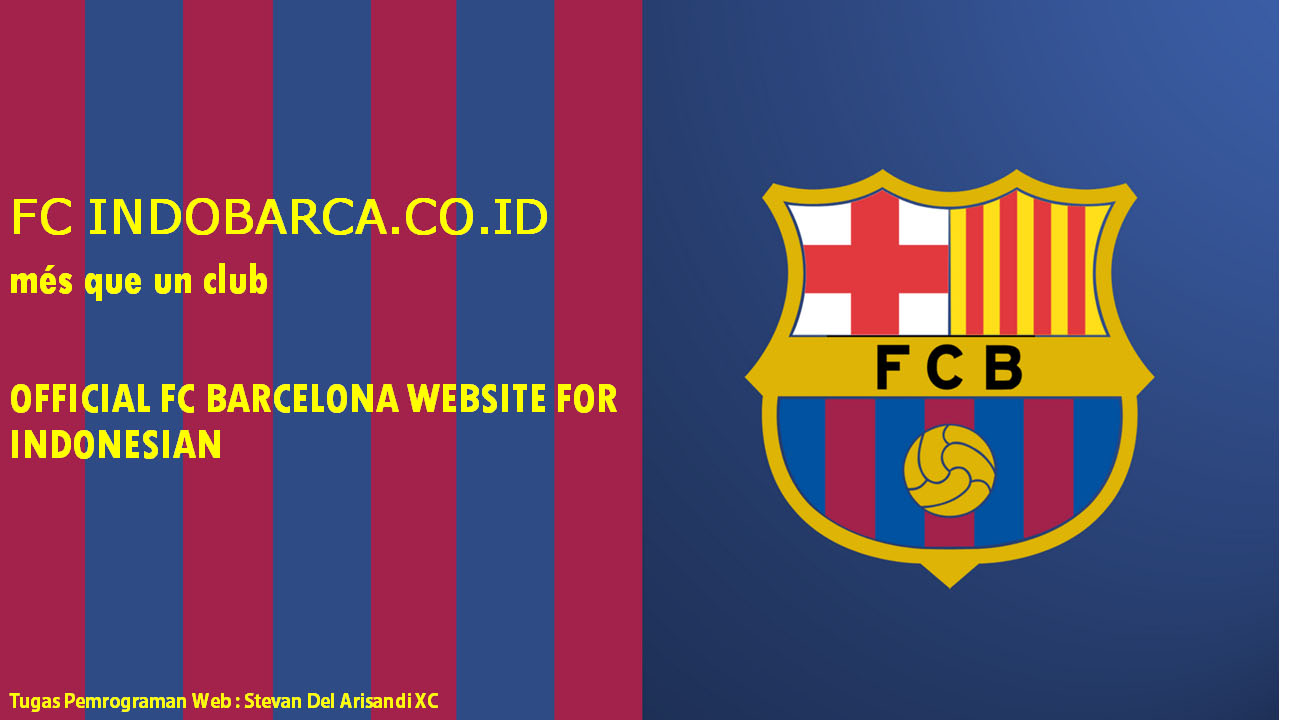 FC INDOBARCA.CO.ID
més que un club
OFFICIAL FC BARCELONA WEBSITE FOR
INDONESIAN
Tugas Pemrograman Web : Stevan Del Arisandi XC
FCB